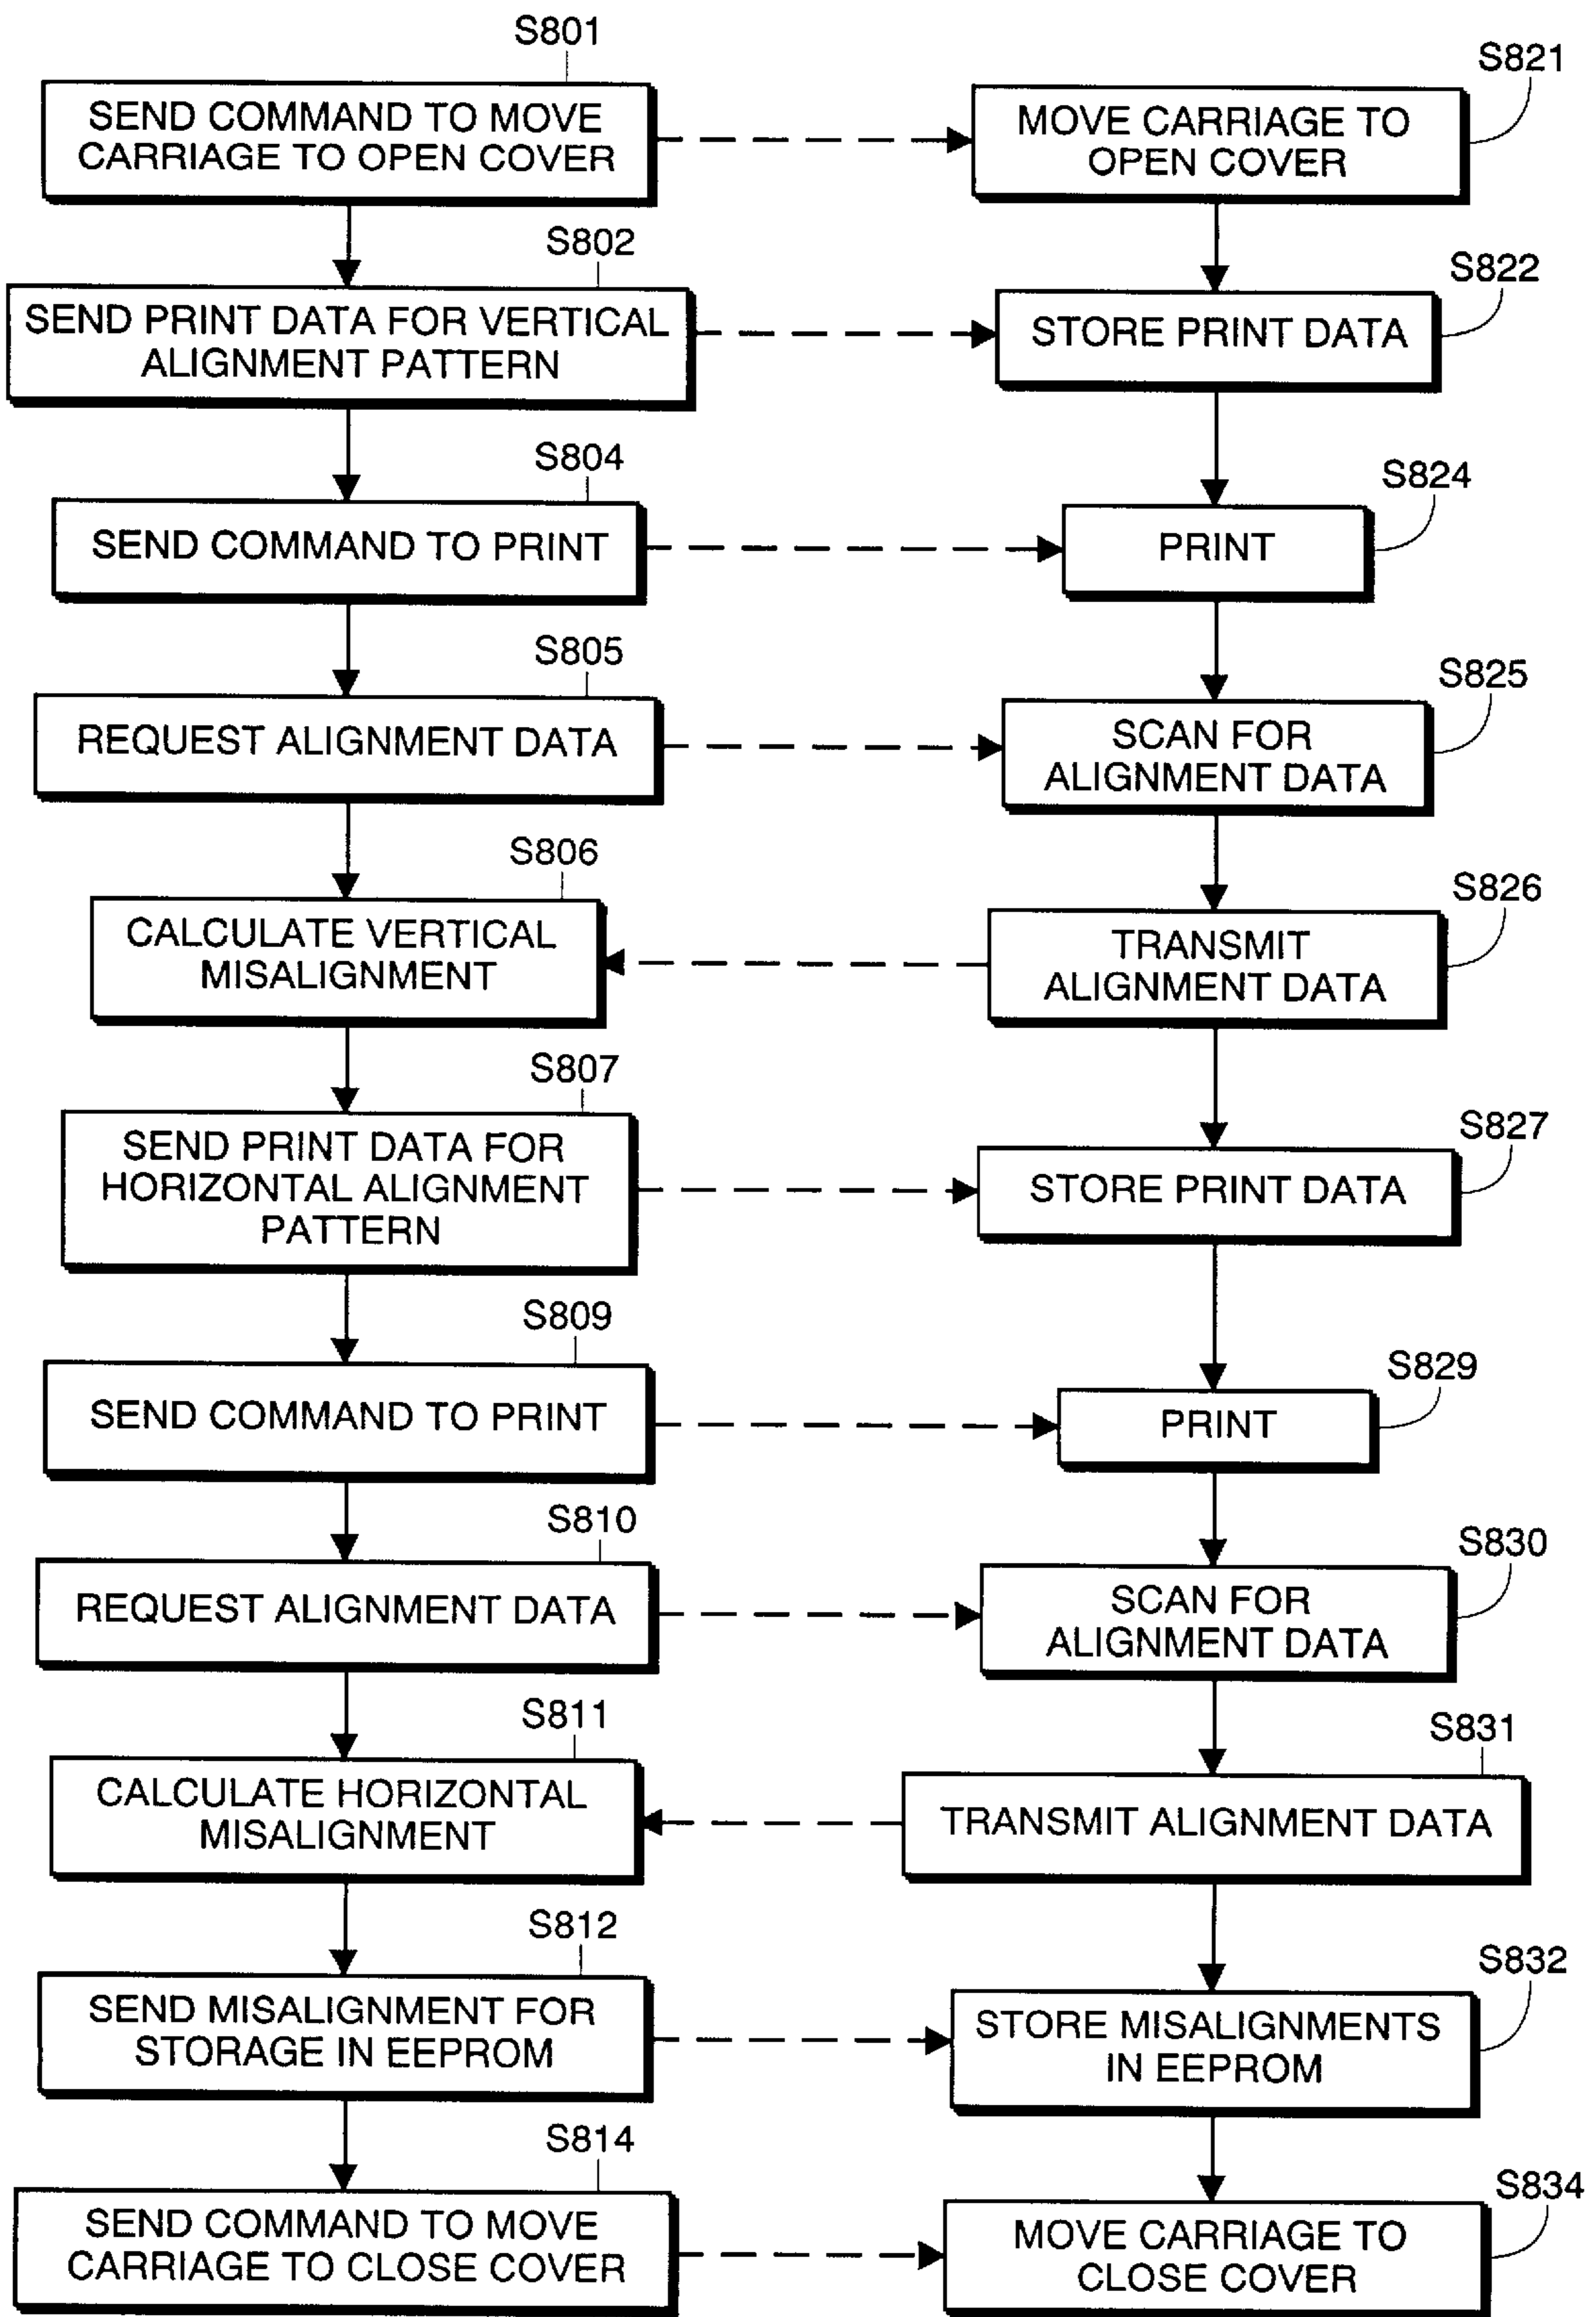 S801
SEND COMMAND TO MOVE
CARRIAGE TO OPEN COVER
S821
MOVE CARRIAGE TO
OPEN COVER
S802
SEND PRINT DATA FOR VERTICAL
ALIGNMENT PATTERN
S822
STORE PRINT DATA
S804
SEND COMMAND TO PRINT
S824
PRINT
S805
REQUEST ALIGNMENT DATA
S825
SCAN FOR
ALIGNMENT DATA
S806
CALCULATE VERTICAL
MISALIGNMENT
S826
TRANSMIT
ALIGNMENT DATA
S807
SEND PRINT DATA FOR
HORIZONTAL ALIGNMENT
PATTERN
S827
STORE PRINT DATA
S809
SEND COMMAND TO PRINT
S829
PRINT
S810
REQUEST ALIGNMENT DATA
S830
SCAN FOR
ALIGNMENT DATA
S811
CALCULATE HORIZONTAL
MISALIGNMENT
S831
TRANSMIT ALIGNMENT DATA
S812
SEND MISALIGNMENT FOR
STORAGE IN EEPROM
S832
STORE MISALIGNMENTS
IN EEPROM
S814
SEND COMMAND TO MOVE
CARRIAGE TO CLOSE COVER
S834
MOVE CARRIAGE TO
CLOSE COVER